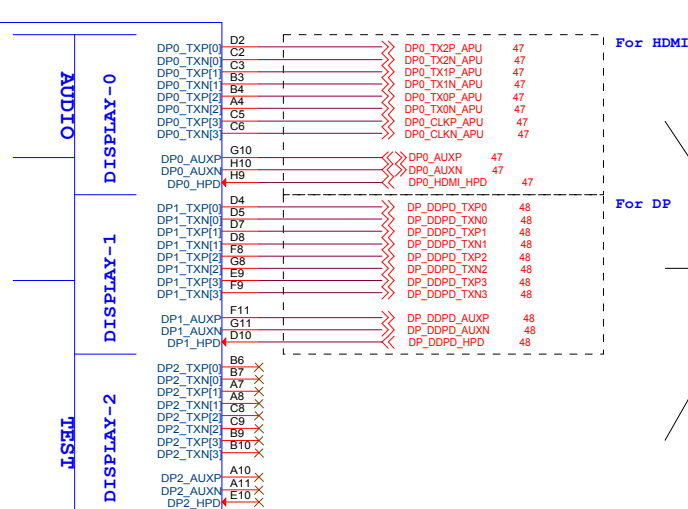 For HDMI
DP0_TXP[0] D2 DP0_TX2P_APU 47
DP0_TXN[0] C2 DP0_TX2N_APU 47
DP0_TXP[1] C3 DP0_TX1P_APU 47
DP0_TXN[1] B3 DP0_TX1N_APU 47
DP0_TXP[2] B4 DP0_TX0P_APU 47
DP0_TXN[2] A4 DP0_TX0N_APU 47
DP0_TXP[3] C5 DP0_CLKP_APU 47
DP0_TXN[3] C6 DP0_CLKN_APU 47
AUDIO
DISPLAY-0
DP0_AUXP G10 DP0_AUXP 47
DP0_AUXN H10 DP0_AUXN 47
DP0_HPD H9 DP0_HDMI_HPD 47
For DP
DP1_TXP[0] D4 DP_DDPD_TXP0 48
DP1_TXN[0] D5 DP_DDPD_TXN0 48
DP1_TXP[1] D7 DP_DDPD_TXP1 48
DP1_TXN[1] D8 DP_DDPD_TXN1 48
DP1_TXP[2] F8 DP_DDPD_TXP2 48
DP1_TXN[2] G8 DP_DDPD_TXN2 48
DP1_TXP[3] E9 DP_DDPD_TXP3 48
DP1_TXN[3] F9 DP_DDPD_TXN3 48
DISPLAY-1
DP1_AUXP F11 DP_DDPD_AUXP 48
DP1_AUXN G11 DP_DDPD_AUXN 48
DP1_HPD D10 DP_DDPD_HPD 48
DP2_TXP[0] B6
DP2_TXN[0] B7
DP2_TXP[1] A7
DP2_TXN[1] A8
DP2_TXP[2] C8
DP2_TXN[2] C9
DP2_TXP[3] B9
DP2_TXN[3] B10
TEST
DISPLAY-2
DP2_AUXP A10
DP2_AUXN A11
DP2_HPD E10